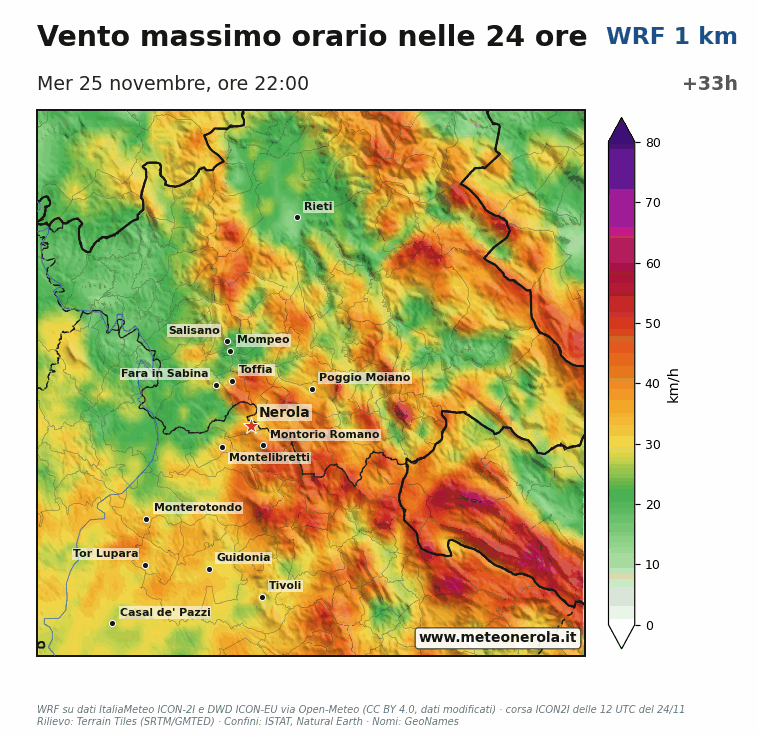 Vento massimo orario nelle 24 ore WRF 1 km
Mer 25 novembre, ore 22:00 +33h
80
70
60
50
40
30
20
10
0
km/h
Rieti
Salisano
Mompeo
Toffia
Fara in Sabina
Poggio Moiano
Nerola
Montorio Romano
Montelibretti
Monterotondo
Tor Lupara
Guidonia
Tivoli
Casal de' Pazzi
www.meteonerola.it
WRF su dati ItaliaMeteo ICON-2I e DWD ICON-EU via Open-Meteo (CC BY 4.0, dati modificati) · corsa ICON2I delle 12 UTC del 24/11
Rilievo: Terrain Tiles (SRTM/GMTED) · Confini: ISTAT, Natural Earth · Nomi: GeoNames